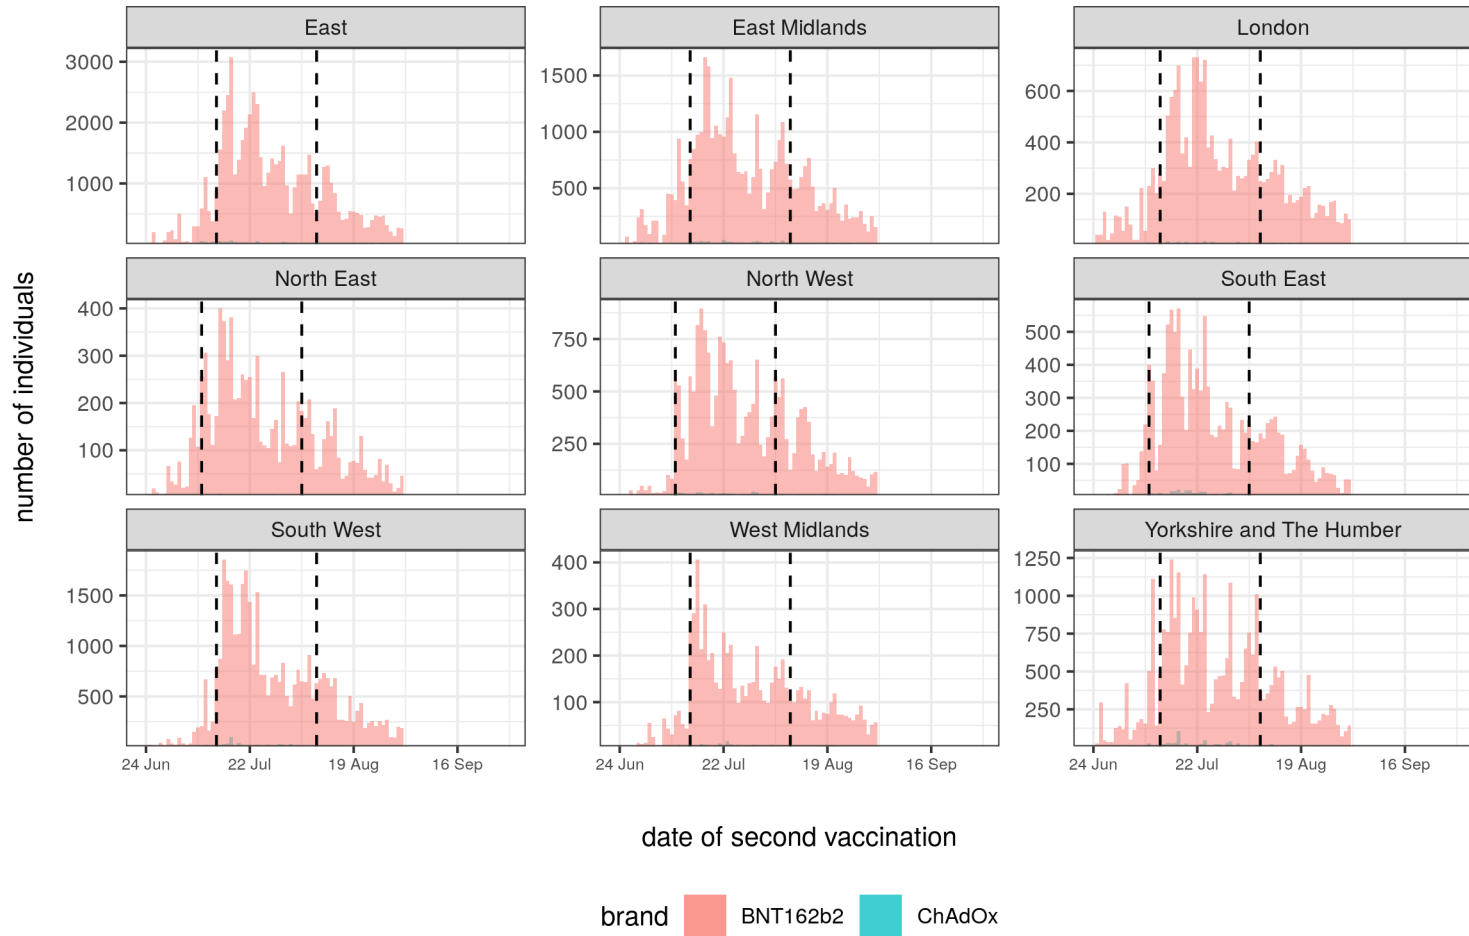 East
East Midlands
London
3000
2000
1000
1500
1000
500
600
400
200
North East
North West
South East
400
300
200
100
750
500
250
500
400
300
200
100
South West
West Midlands
Yorkshire and The Humber
1500
1000
500
400
300
200
100
1250
1000
750
500
250
24 Jun 22 Jul 19 Aug 16 Sep
24 Jun 22 Jul 19 Aug 16 Sep
24 Jun 22 Jul 19 Aug 16 Sep
number of individuals
date of second vaccination
brand BNT162b2 ChAdOx